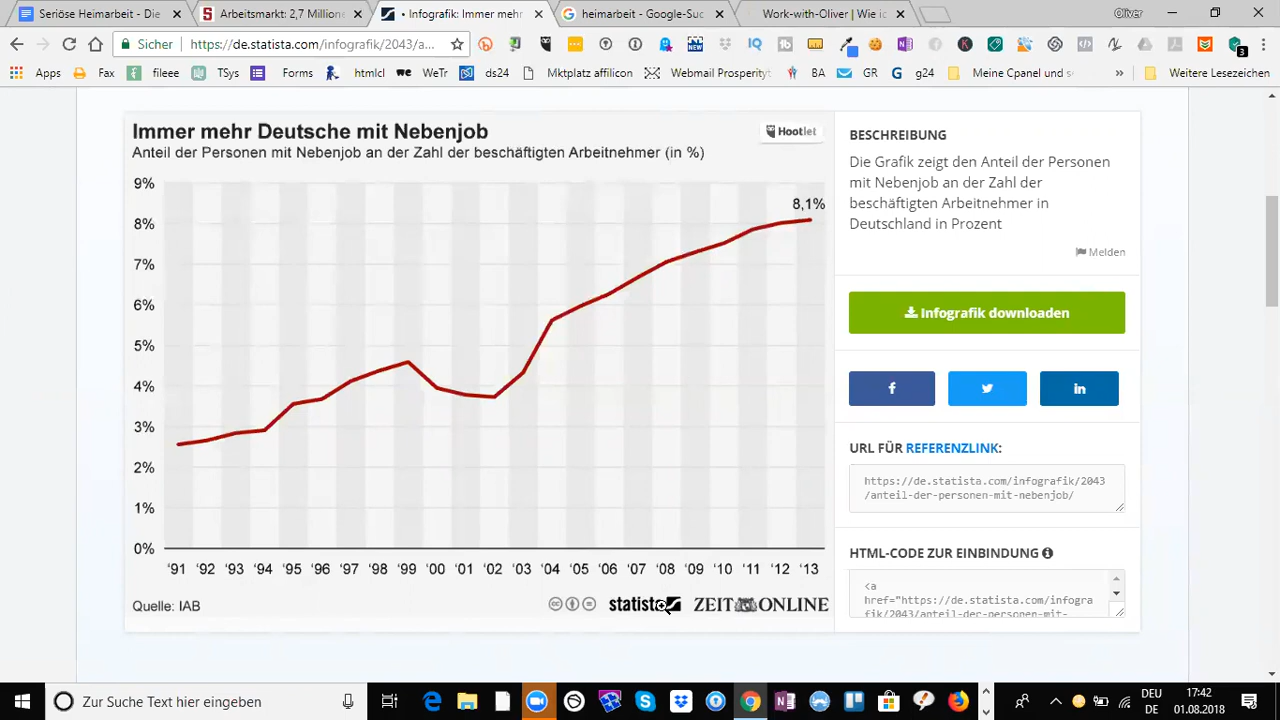 Seriöse Heimarbeit - Die
Arbeitsmarkt: 2,7 Millione
• Infografik: Immer mehr
heimarbeit - Google-Suc
Work-with-Oliver | Wie ic
Oliver
Sicher
https://de.statista.com/infografik/2043/a...
Apps
Fax
fileee
TSys
Forms
htmlcl
WeTr
ds24
Mktplatz affilicon
Webmail Prosperity
BA
GR
g24
Meine Cpanel und sc
»
Weitere Lesezeichen
Immer mehr Deutsche mit Nebenjob
Anteil der Personen mit Nebenjob an der Zahl der beschäftigten Arbeitnehmer (in %)
Hootlet
9%
8%
7%
6%
5%
4%
3%
2%
1%
0%
8,1%
'91 '92 '93 '94 '95 '96 '97 '98 '99 '00 '01 '02 '03 '04 '05 '06 '07 '08 '09 '10 '11 '12 '13
Quelle: IAB
statista
ZEIT ONLINE
BESCHREIBUNG
Die Grafik zeigt den Anteil der Personen
mit Nebenjob an der Zahl der
beschäftigten Arbeitnehmer in
Deutschland in Prozent
Melden
Infografik downloaden
URL FÜR REFERENZLINK:
https://de.statista.com/infografik/2043
/anteil-der-personen-mit-nebenjob/
HTML-CODE ZUR EINBINDUNG
<a
href="https://de.statista.com/infogra
fik/2043/anteil-der-personen-mit-
Zur Suche Text hier eingeben
DEU
DE
17:42
01.08.2018